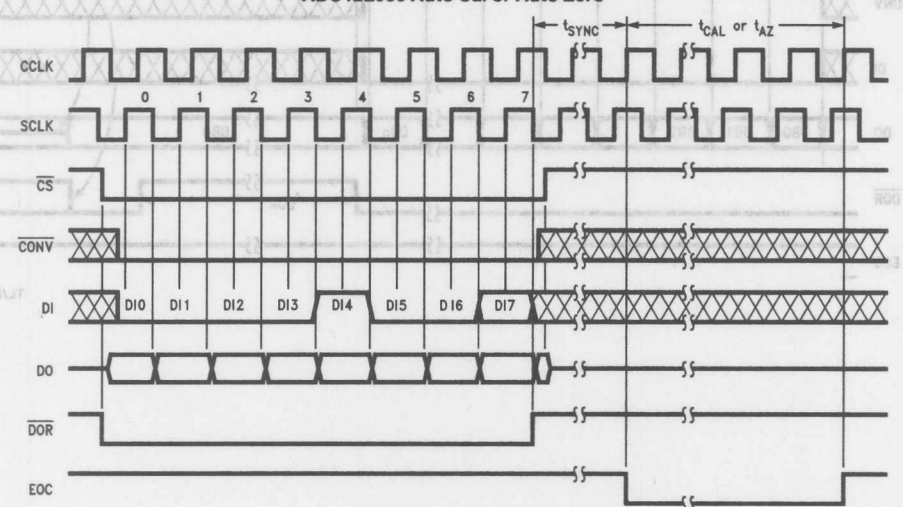 tSYNC
tCAL or tAZ
CCLK
0 1 2 3 4 5 6 7
SCLK
CS
CONV
DI
DI0 DI1 DI2 DI3 DI4 DI5 DI6 DI7
DO
DOR
EOC